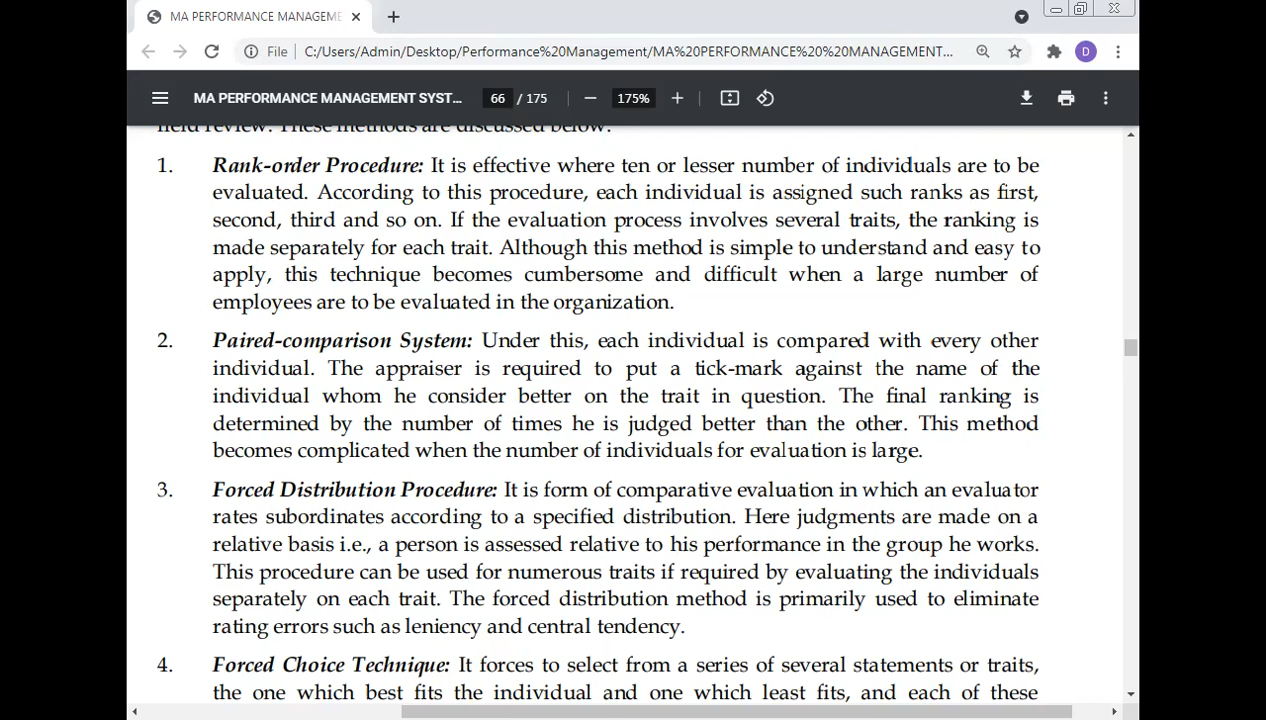 MA PERFORMANCE MANAGEME
File C:/Users/Admin/Desktop/Performance%20Management/MA%20PERFORMANCE%20%20MANAGEMENT... D
MA PERFORMANCE MANAGEMENT SYST... 66 / 175 175%
field review. These methods are discussed below:
1. Rank-order Procedure: It is effective where ten or lesser number of individuals are to be
evaluated. According to this procedure, each individual is assigned such ranks as first,
second, third and so on. If the evaluation process involves several traits, the ranking is
made separately for each trait. Although this method is simple to understand and easy to
apply, this technique becomes cumbersome and difficult when a large number of
employees are to be evaluated in the organization.
2. Paired-comparison System: Under this, each individual is compared with every other
individual. The appraiser is required to put a tick-mark against the name of the
individual whom he consider better on the trait in question. The final ranking is
determined by the number of times he is judged better than the other. This method
becomes complicated when the number of individuals for evaluation is large.
3. Forced Distribution Procedure: It is form of comparative evaluation in which an evaluator
rates subordinates according to a specified distribution. Here judgments are made on a
relative basis i.e., a person is assessed relative to his performance in the group he works.
This procedure can be used for numerous traits if required by evaluating the individuals
separately on each trait. The forced distribution method is primarily used to eliminate
rating errors such as leniency and central tendency.
4. Forced Choice Technique: It forces to select from a series of several statements or traits,
the one which best fits the individual and one which least fits, and each of these